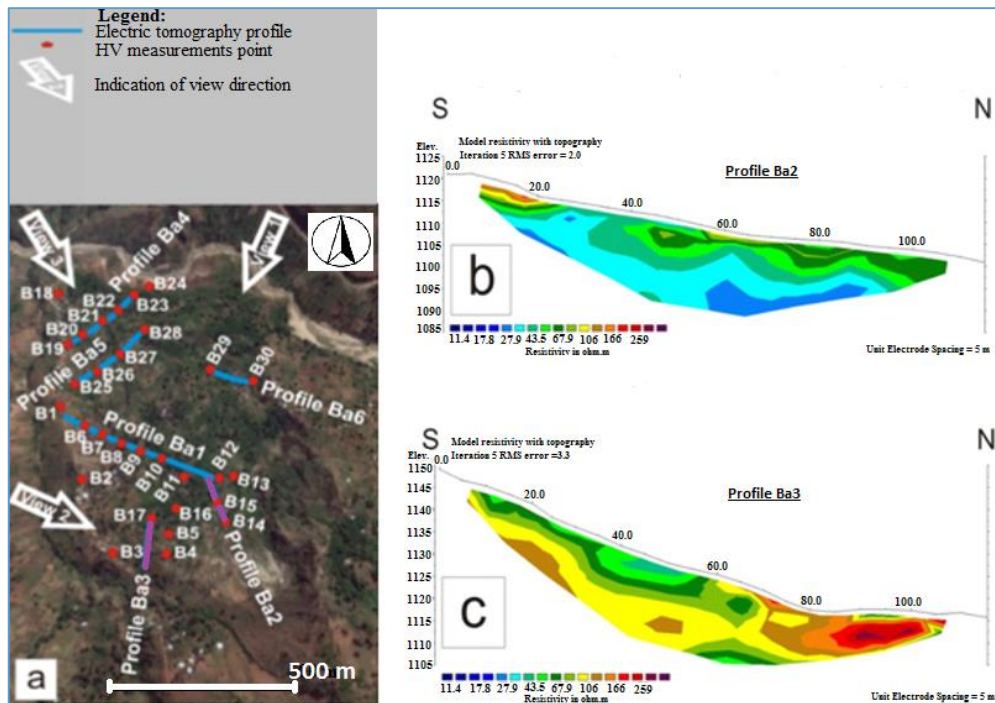 Legend:
Electric tomography profile
HV measurements point
Indication of view direction
View 3
View 1
Profile Ba4
B18
B24
B22
B23
B21
B20
B28
B19
B27
Profile Ba5
B26
B25
B29
B30
Profile Ba6
B1
Profile Ba1
B6
B7
B8
B9
B10
B12
B13
B11
B2
B15
B16
B14
View 2
B17
B5
B3
B4
Profile Ba3
Profile Ba2
500 m
a
S
N
Elev.
Model resistivity with topography
Iteration 5 RMS error = 2.0
Profile Ba2
1125
1120
1115
1110
1105
1100
1095
1090
1085
0.0
20.0
40.0
60.0
80.0
100.0
b
11.4 17.8 27.9 43.5 67.9 106 166 259
Resistivity in ohm.m
Unit Electrode Spacing = 5 m
S
N
Elev.
Model resistivity with topography
Iteration 5 RMS error =3.3
Profile Ba3
1150
1145
1140
1135
1130
1125
1120
1115
1110
1105
0.0
20.0
40.0
60.0
80.0
100.0
c
11.4 17.8 27.9 43.5 67.9 106 166 259
Resistivity in ohm.m
Unit Electrode Spacing = 5 m